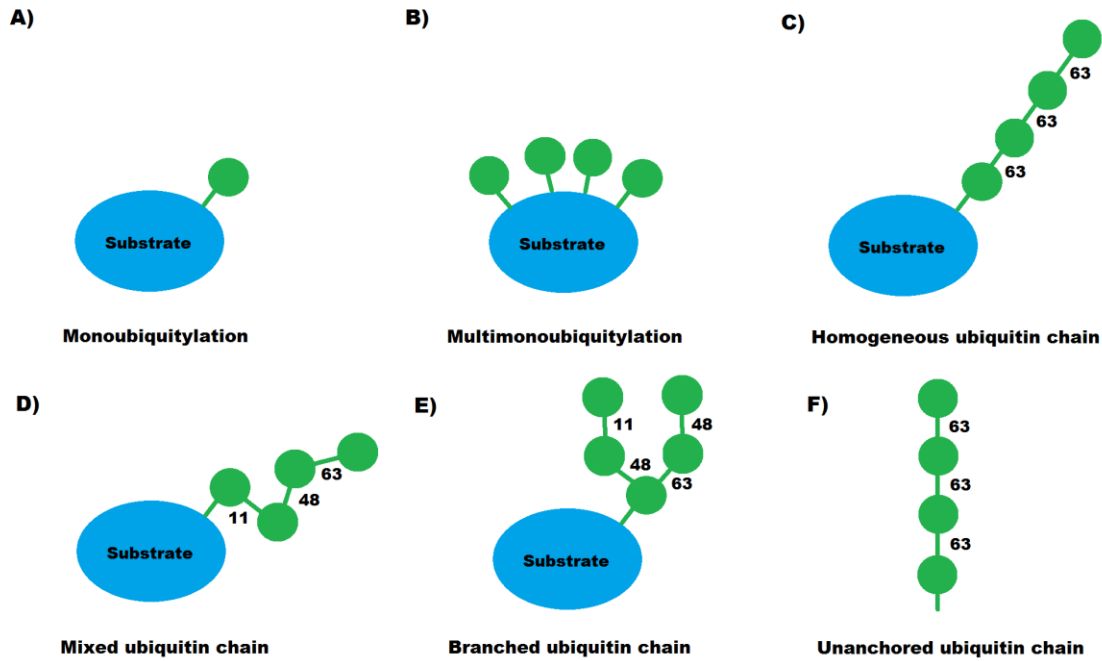 A)
Substrate
Monoubiquitylation
B)
Substrate
Multimonoubiquitylation
C)
63
63
63
Substrate
Homogeneous ubiquitin chain
D)
63
48
11
Substrate
Mixed ubiquitin chain
E)
11
48
48
63
Substrate
Branched ubiquitin chain
F)
63
63
63
Unanchored ubiquitin chain